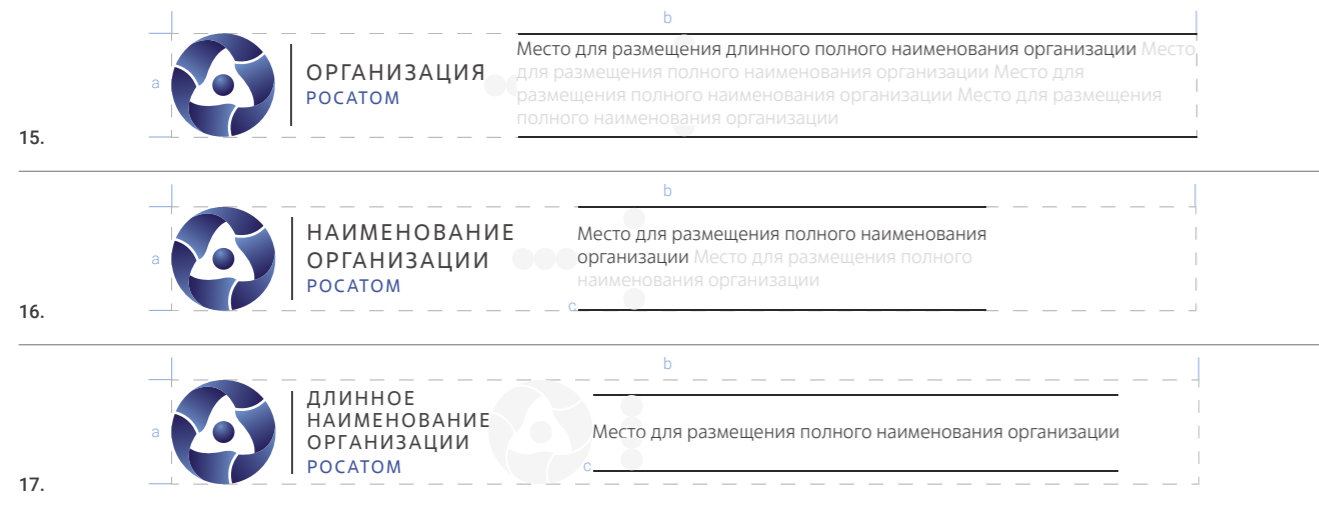 b
Место для размещения длинного полного наименования организации Место
для размещения полного наименования организации Место для
размещения полного наименования организации Место для размещения
полного наименования организации
a
ОРГАНИЗАЦИЯ
РОСАТОМ
15.
b
НАИМЕНОВАНИЕ
ОРГАНИЗАЦИИ
РОСАТОМ
Место для размещения полного наименования
организации Место для размещения полного
наименования организации
a
c
16.
b
ДЛИННОЕ
НАИМЕНОВАНИЕ
ОРГАНИЗАЦИИ
РОСАТОМ
a
Место для размещения полного наименования организации
c
17.